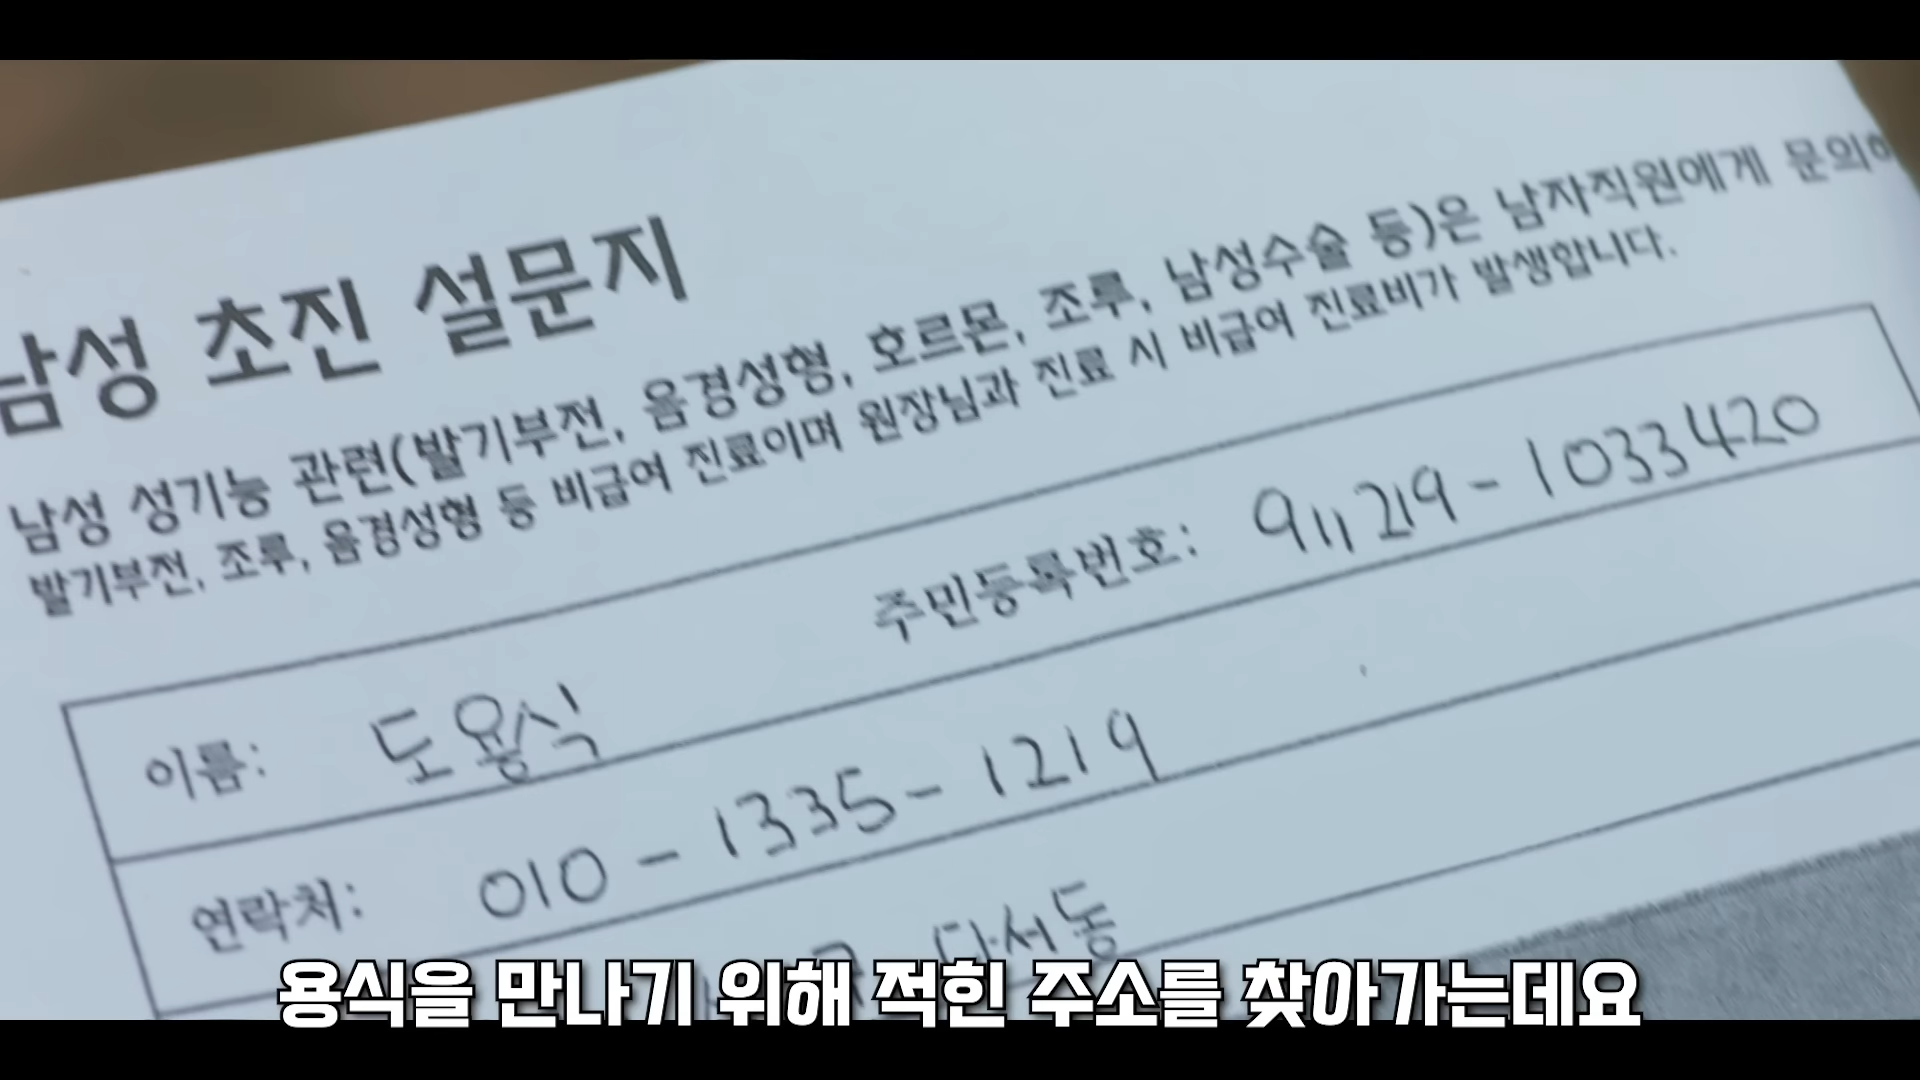 남성 초진 설문지
남성 성기능 관련(발기부전, 음경성형, 호르몬, 조루, 남성수술 등)은 남자직원에게
발기부전, 조루, 음경성형 등 비급여 진료이며 원장님과 진료 시 비급여 진료비가 발생합니다.
이름: 도용식 주민등록번호: 911219-1033420
연락처: 010-1335-1219
용식을 만나기 위해 적힌 주소를 찾아가는데요